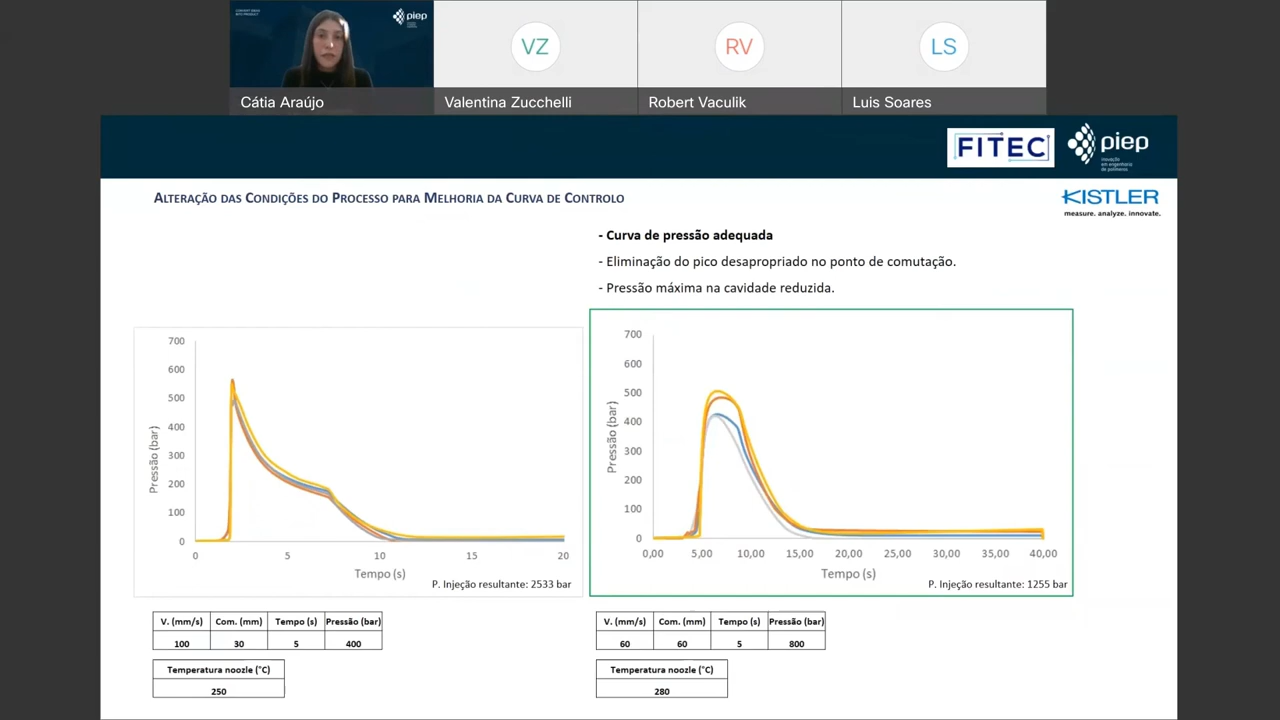 piep
VZ
RV
LS
Cátia Araújo
Valentina Zucchelli
Robert Vaculik
Luis Soares
FITEC
piep
inovação
em engenharia
de polímeros
KISTLER
measure. analyze. innovate.
ALTERAÇÃO DAS CONDIÇÕES DO PROCESSO PARA MELHORIA DA CURVA DE CONTROLO
- Curva de pressão adequada
- Eliminação do pico desapropriado no ponto de comutação.
- Pressão máxima na cavidade reduzida.
700
600
500
400
300
200
100
0
Pressão (bar)
0 5 10 15 20
Tempo (s)
P. Injeção resultante: 2533 bar
700
600
500
400
300
200
100
0
Pressão (bar)
0,00 5,00 10,00 15,00 20,00 25,00 30,00 35,00 40,00
Tempo (s)
P. Injeção resultante: 1255 bar
V. (mm/s) Com. (mm) Tempo (s) Pressão (bar)
100 30 5 400
Temperatura noozle (°C)
250
V. (mm/s) Com. (mm) Tempo (s) Pressão (bar)
60 60 5 800
Temperatura noozle (°C)
280